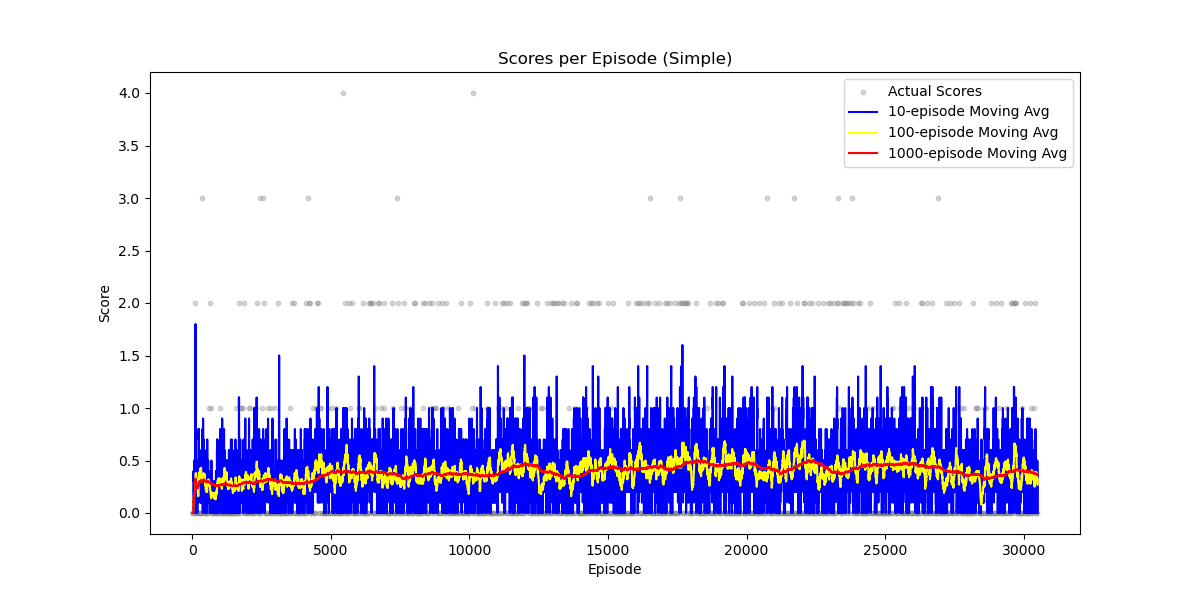 Scores per Episode (Simple)
Actual Scores
10-episode Moving Avg
100-episode Moving Avg
1000-episode Moving Avg
4.0
3.5
3.0
2.5
2.0
1.5
1.0
0.5
0.0
Score
0
5000
10000
15000
20000
25000
30000
Episode